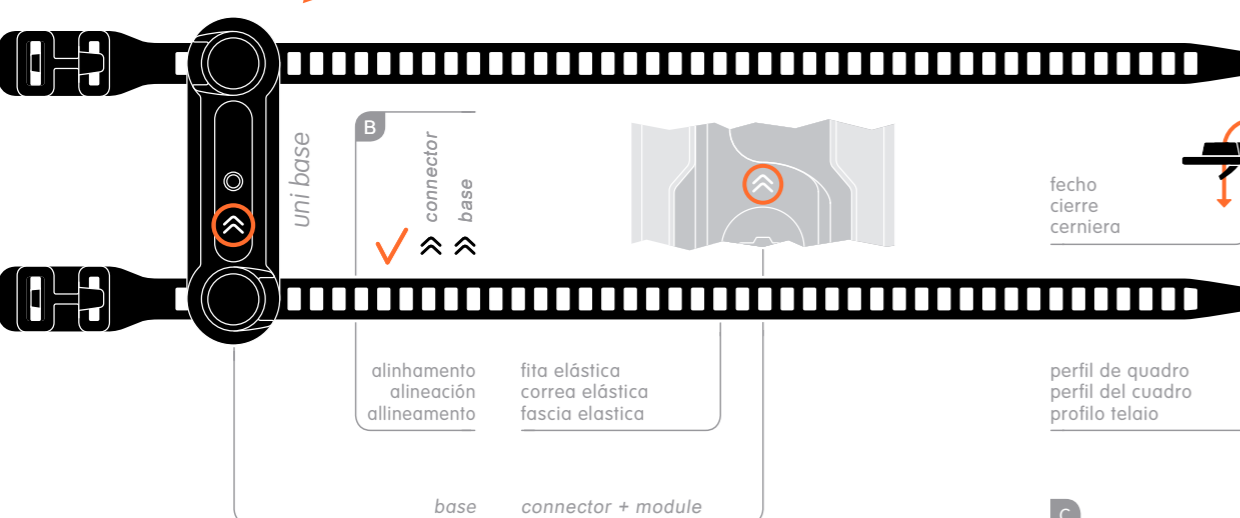 uni base
B
connector
base
fecho
cierre
cerniera
alinhamento
alineación
allineamento
fita elástica
correa elástica
fascia elastica
perfil de quadro
perfil del cuadro
profilo telaio
base
connector + module
C